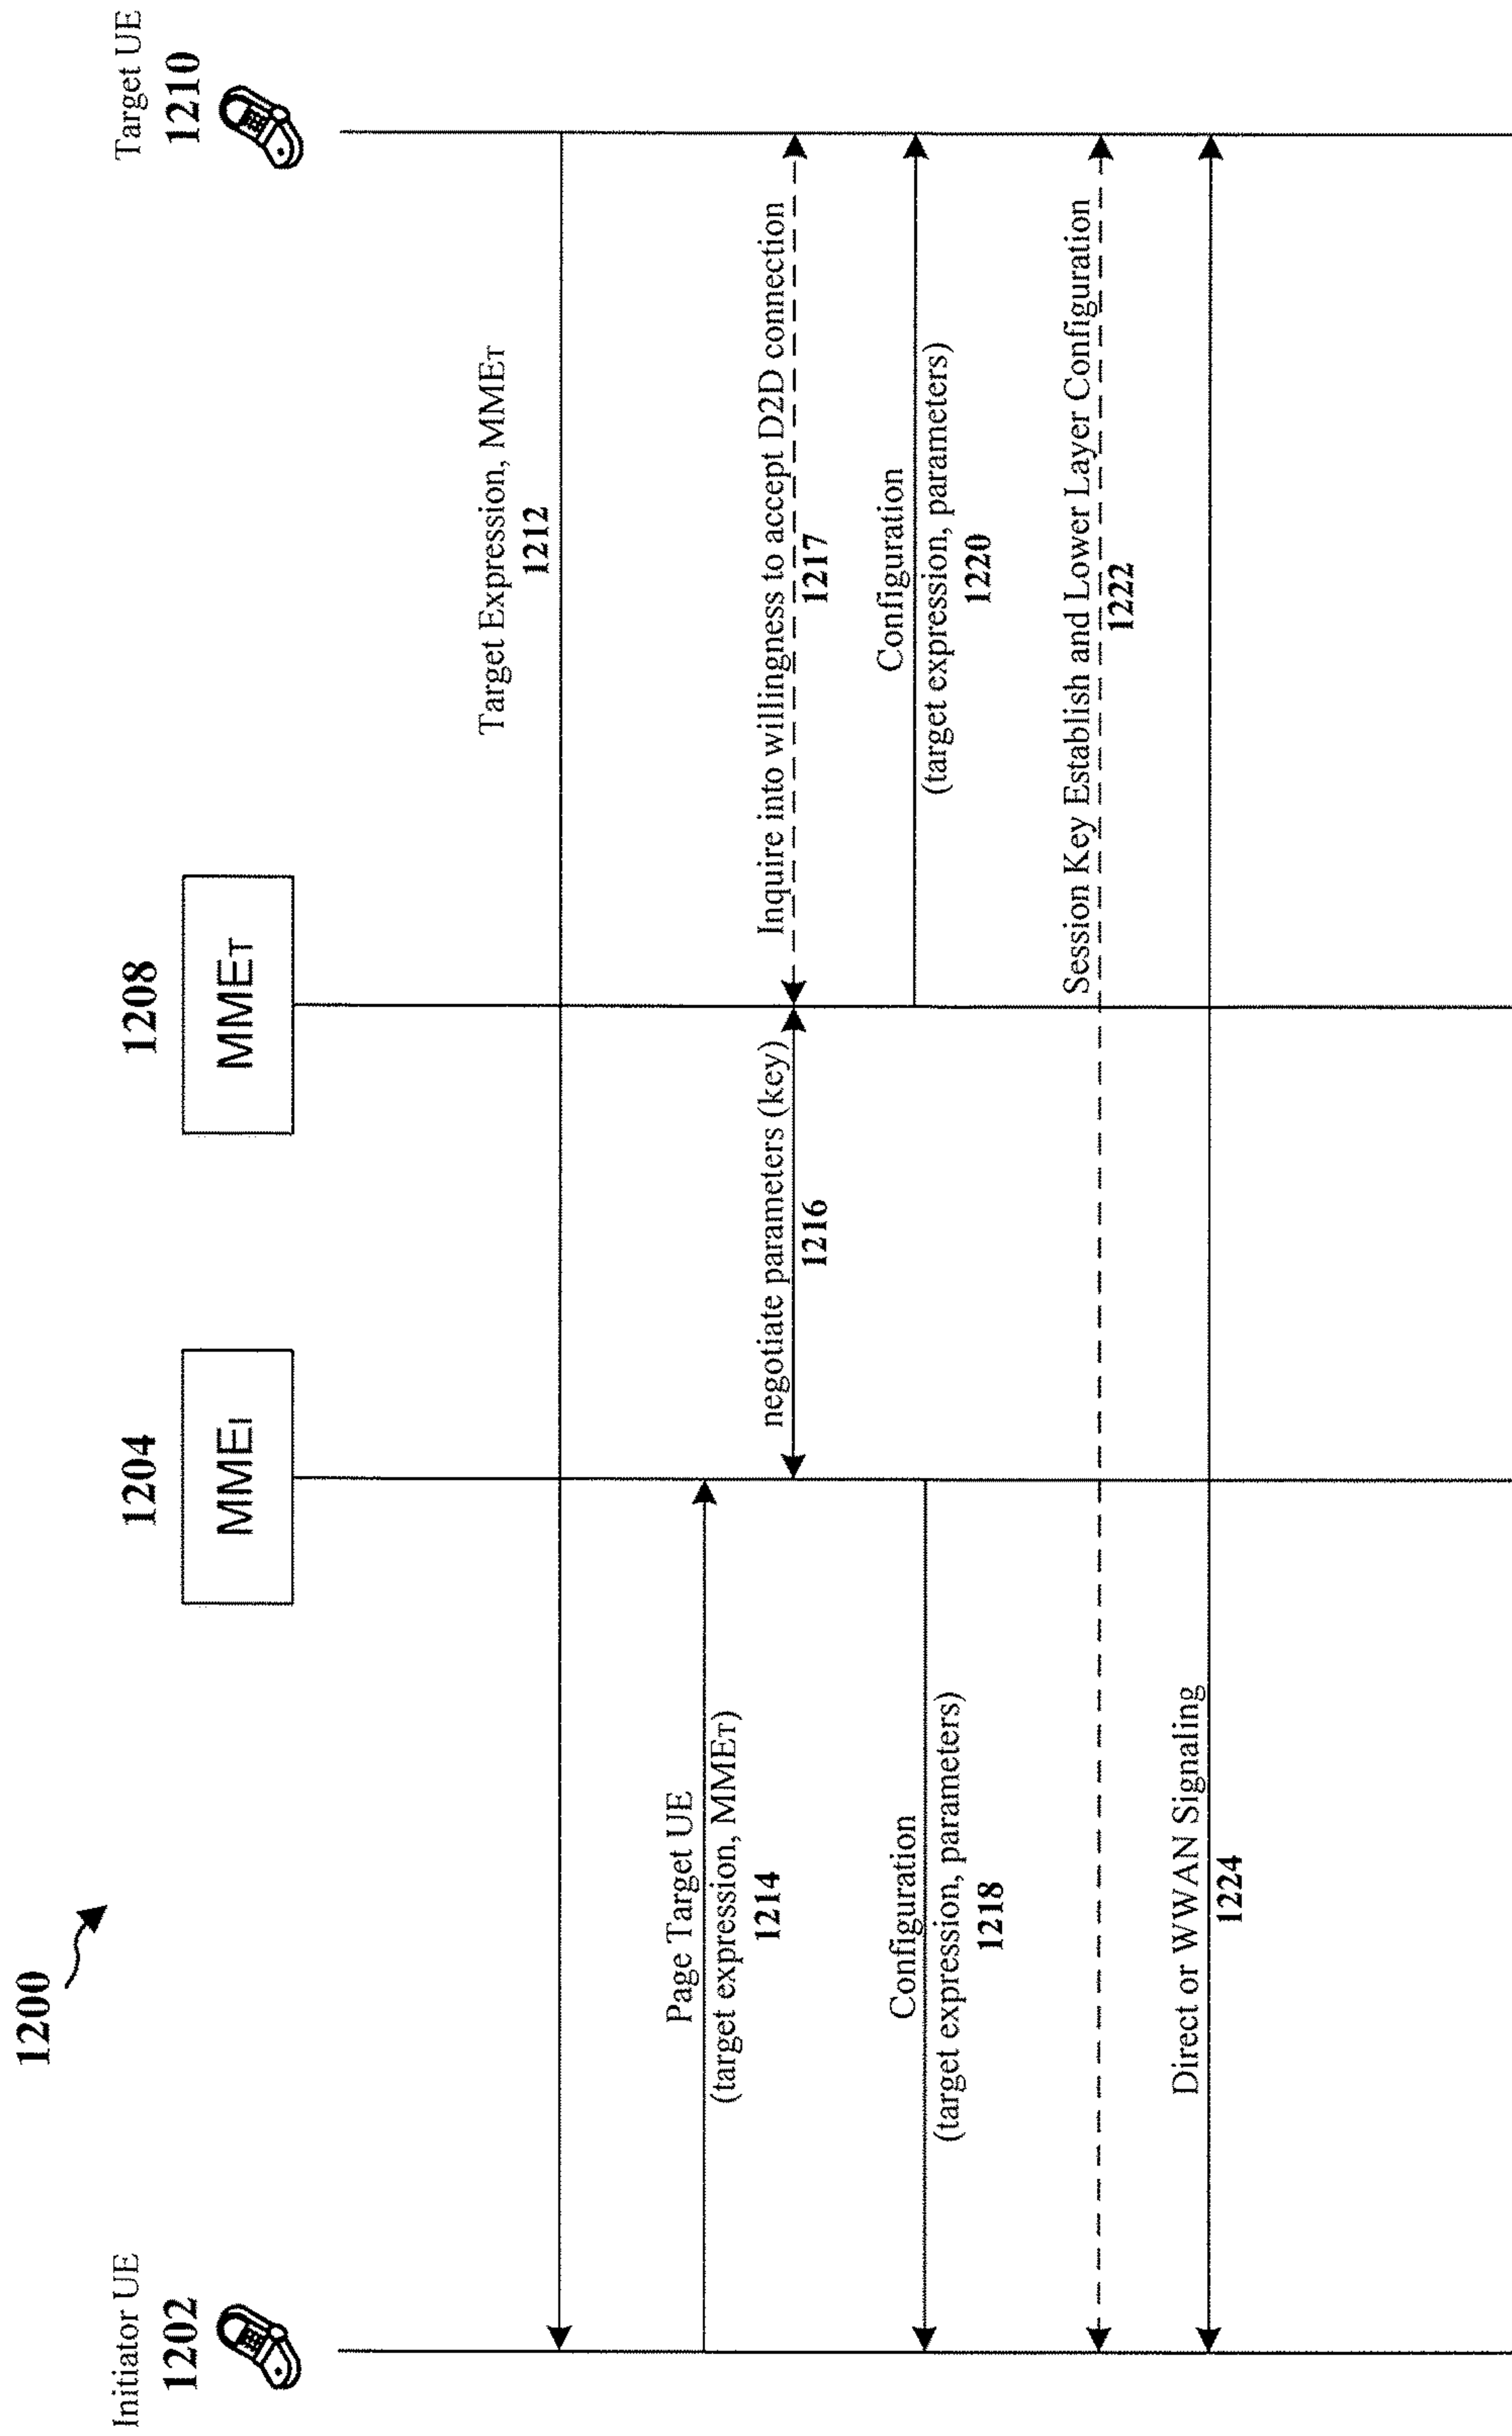 1200
Initiator UE
1202
1204
MMEI
1208
MMET
Target UE
1210
Target Expression, MMET
1212
Page Target UE
(target expression, MMET)
1214
negotiate parameters (key)
1216
Inquire into willingness to accept D2D connection
1217
Configuration
(target expression, parameters)
1218
Configuration
(target expression, parameters)
1220
Session Key Establish and Lower Layer Configuration
1222
Direct or WWAN Signaling
1224